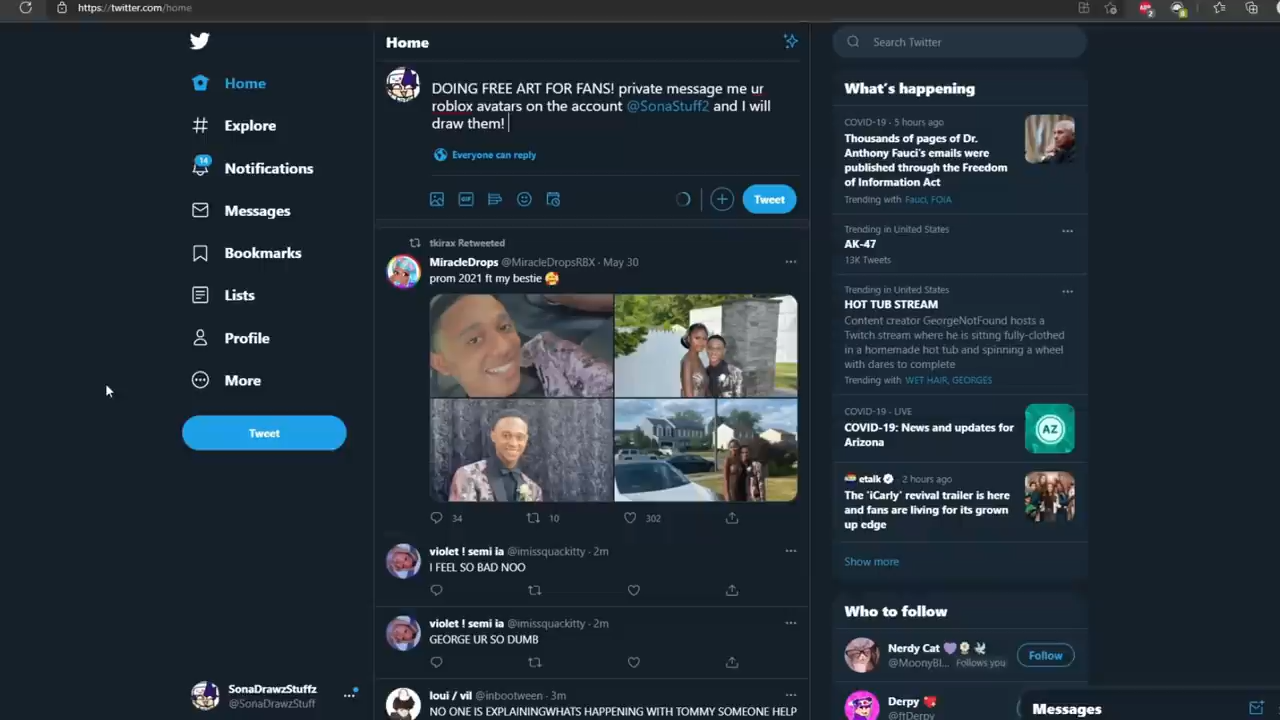 https://twitter.com/home
Home
Explore
14
Notifications
Messages
Bookmarks
Lists
Profile
More
Tweet
SonaDrawzStuffz
@SonaDrawzStuff
Home
DOING FREE ART FOR FANS! private message me ur
roblox avatars on the account @SonaStuff2 and I will
draw them!
Everyone can reply
GIF
Tweet
tkirax Retweeted
MiracleDrops @MiracleDropsRBX · May 30
prom 2021 ft my bestie 🥰
34 10 302
violet ! semi ia @imissquackitty · 2m
I FEEL SO BAD NOO
violet ! semi ia @imissquackitty · 2m
GEORGE UR SO DUMB
loui / vil @inbootween · 3m
NO ONE IS EXPLAININGWHATS HAPPENING WITH TOMMY SOMEONE HELP
Search Twitter
What's happening
COVID-19 · 5 hours ago
Thousands of pages of Dr.
Anthony Fauci's emails were
published through the Freedom
of Information Act
Trending with Fauci, FOIA
Trending in United States
AK-47
13K Tweets
Trending in United States
HOT TUB STREAM
Content creator GeorgeNotFound hosts a
Twitch stream where he is sitting fully-clothed
in a homemade hot tub and spinning a wheel
with dares to complete
Trending with WET HAIR, GEORGES
COVID-19 · LIVE
COVID-19: News and updates for
Arizona
AZ
etalk · 2 hours ago
The 'iCarly' revival trailer is here
and fans are living for its grown
up edge
Show more
Who to follow
Nerdy Cat 💜
@MoonyBl... Follows you
Follow
Derpy 💘
@ftDerpy
Messages